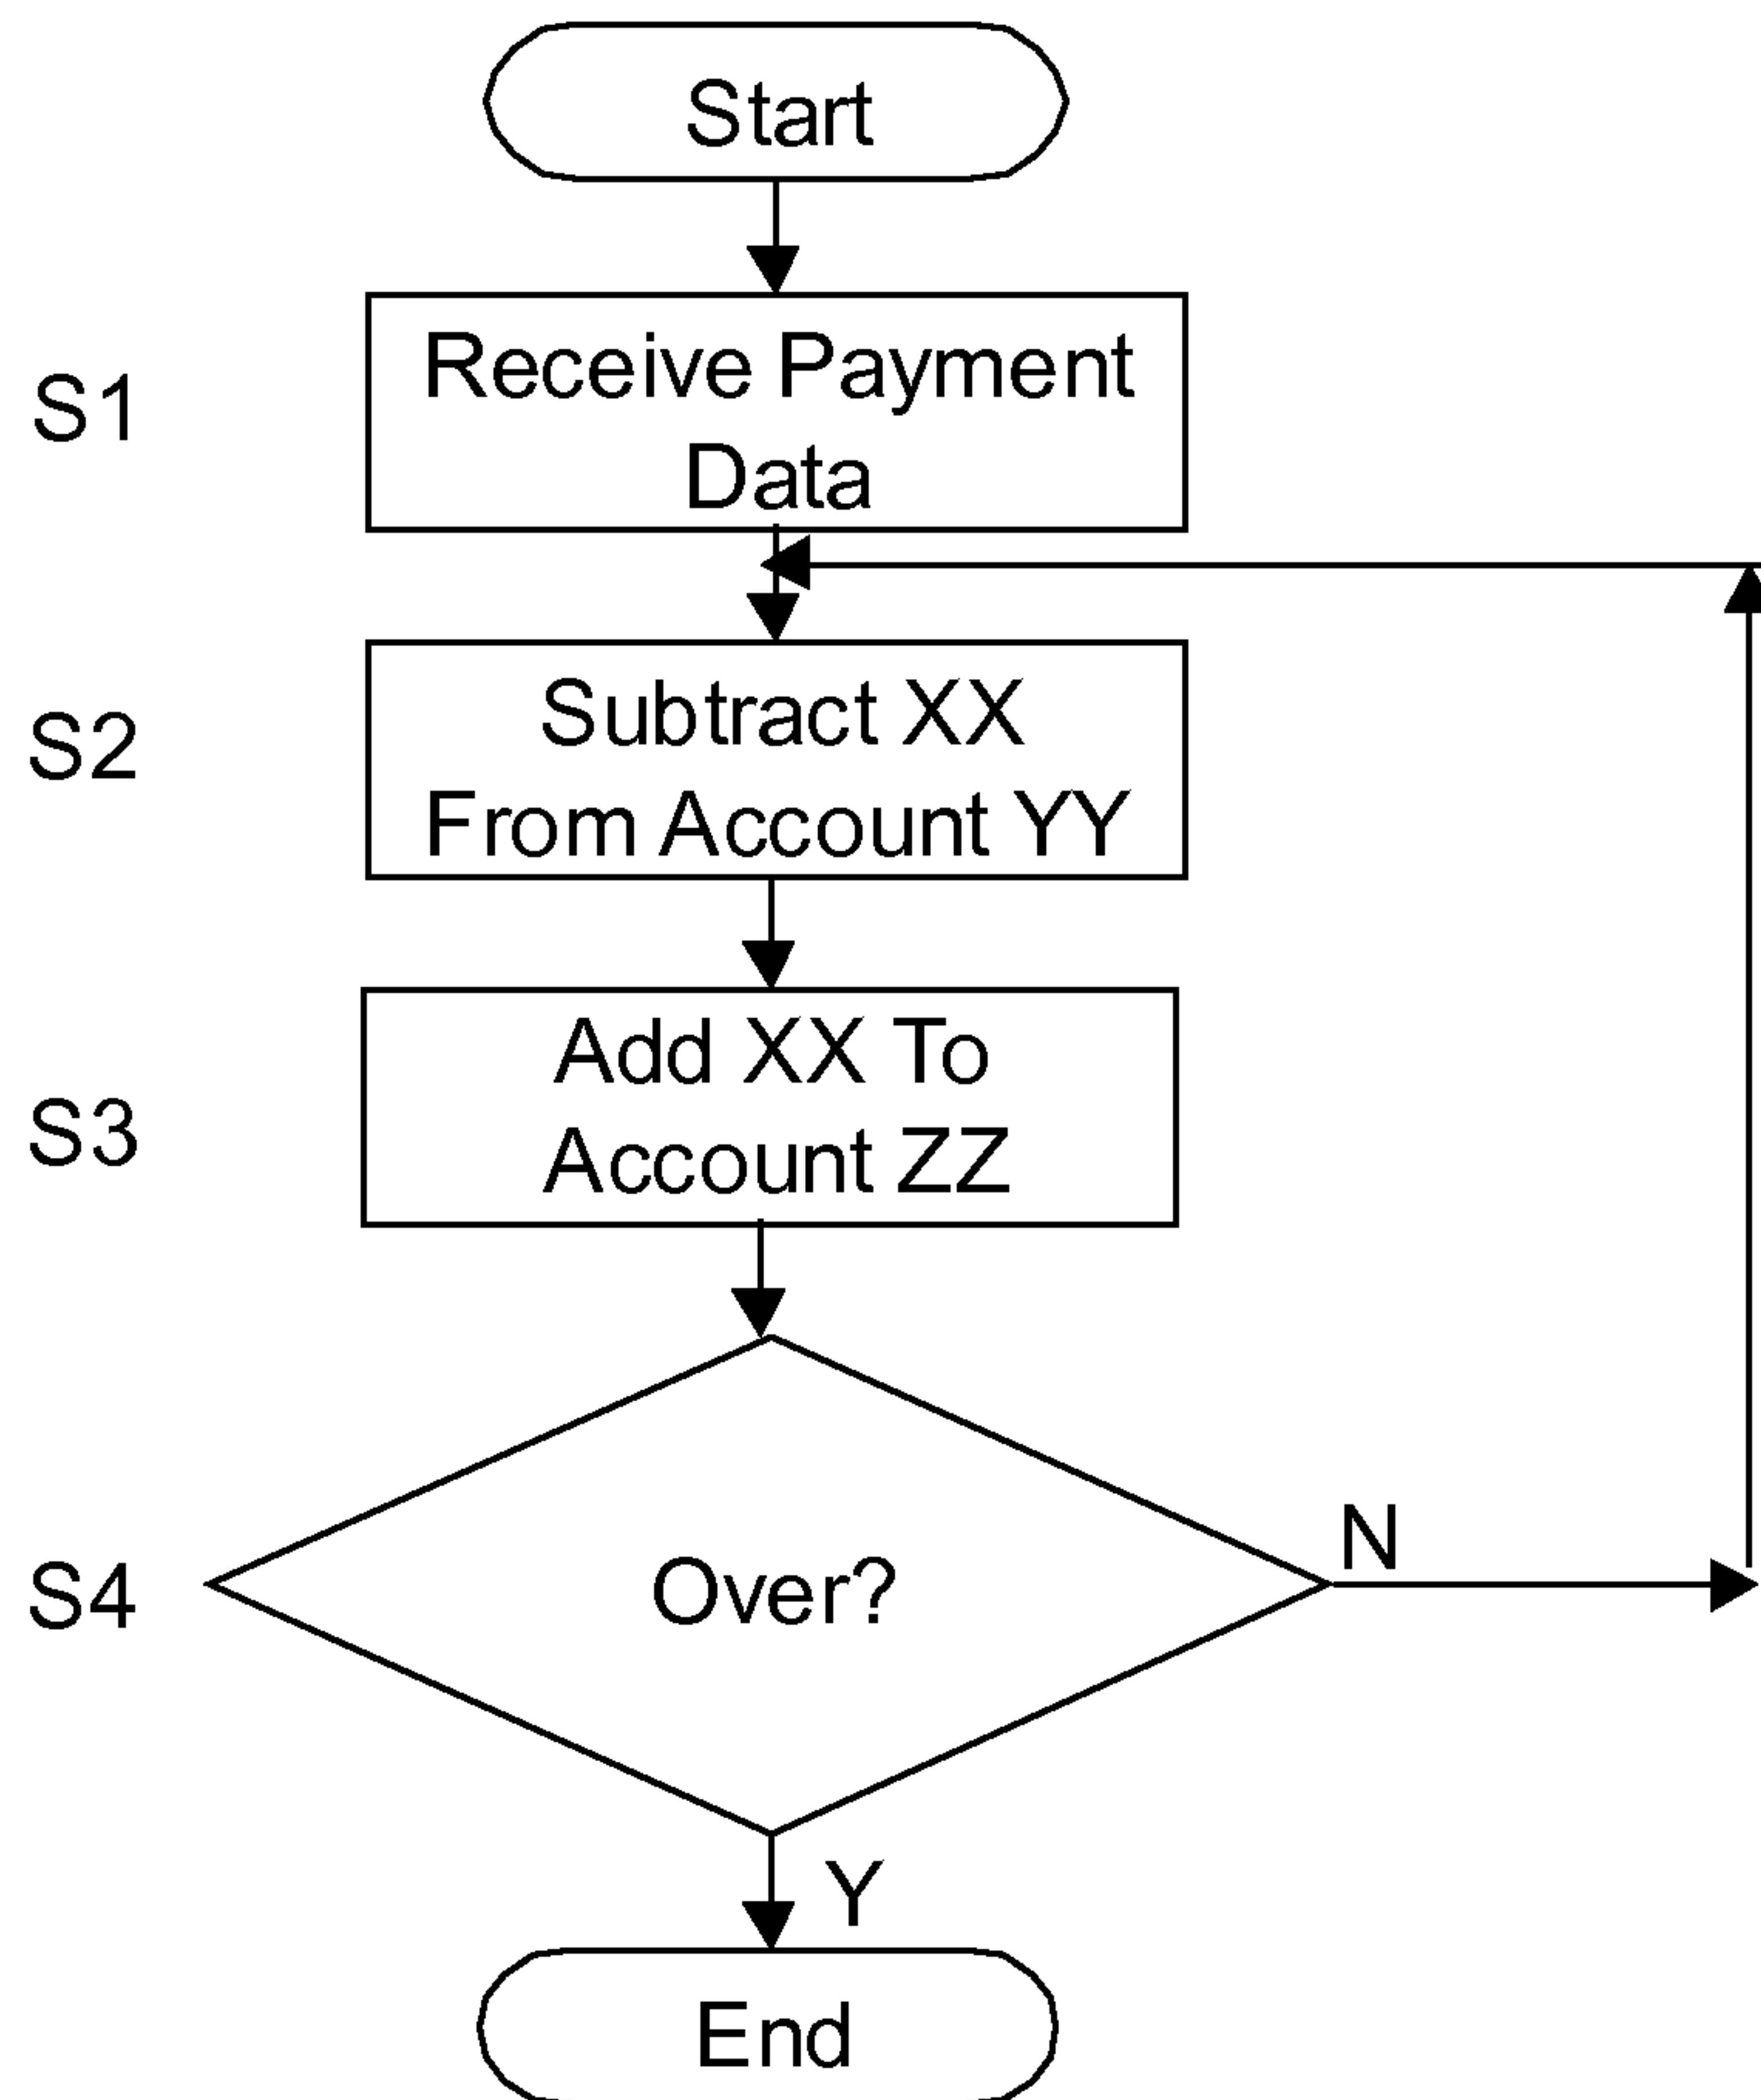 Start
S1
Receive Payment
Data
S2
Subtract XX
From Account YY
S3
Add XX To
Account ZZ
S4
Over?
N
Y
End